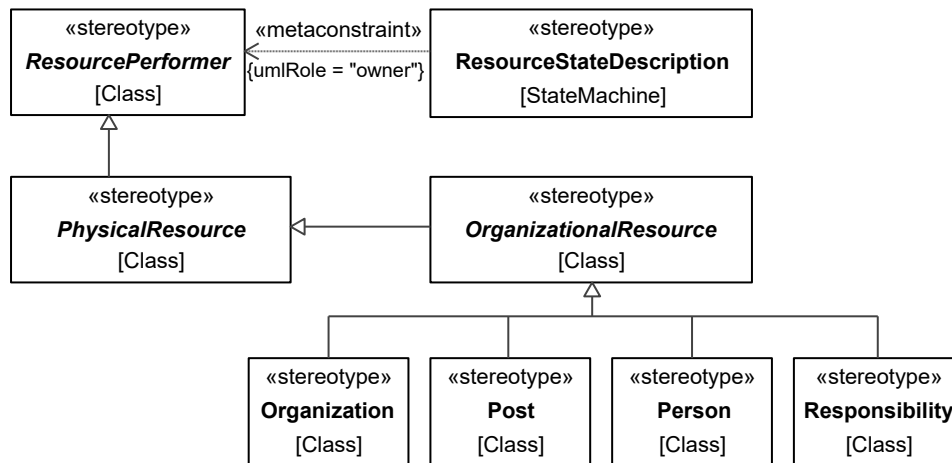 «stereotype»
ResourcePerformer
[Class]
«metaconstraint»
{umlRole = "owner"}
«stereotype»
ResourceStateDescription
[StateMachine]
«stereotype»
PhysicalResource
[Class]
«stereotype»
OrganizationalResource
[Class]
«stereotype»
Organization
[Class]
«stereotype»
Post
[Class]
«stereotype»
Person
[Class]
«stereotype»
Responsibility
[Class]